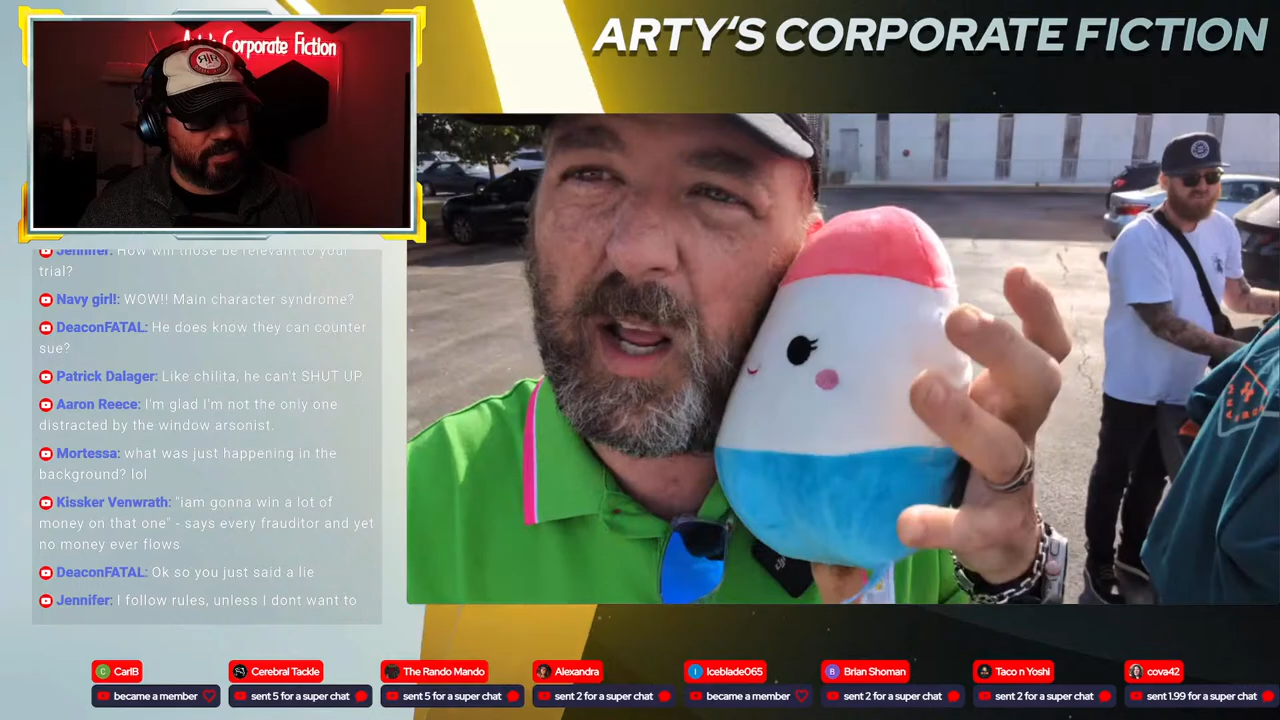 Arty's Corporate Fiction
ARTY'S CORPORATE FICTION
Jennifer: How will those be relevant to your
trial?
Navy girl!: WOW!! Main character syndrome?
DeaconFATAL: He does know they can counter
sue?
Patrick Dalager: Like chilita, he can't SHUT UP
Aaron Reece: I'm glad I'm not the only one
distracted by the window arsonist.
Mortessa: what was just happening in the
background? lol
Kissker Venwrath: "iam gonna win a lot of
money on that one" - says every frauditor and yet
no money ever flows
DeaconFATAL: Ok so you just said a lie
Jennifer: I follow rules, unless I dont want to
C CarlB
became a member
Cerebral Tackle
sent 5 for a super chat
The Rando Mando
sent 5 for a super chat
Alexandra
sent 2 for a super chat
I Iceblade065
became a member
B Brian Shoman
sent 2 for a super chat
Taco n Yoshi
sent 2 for a super chat
cova42
sent 1.99 for a super chat